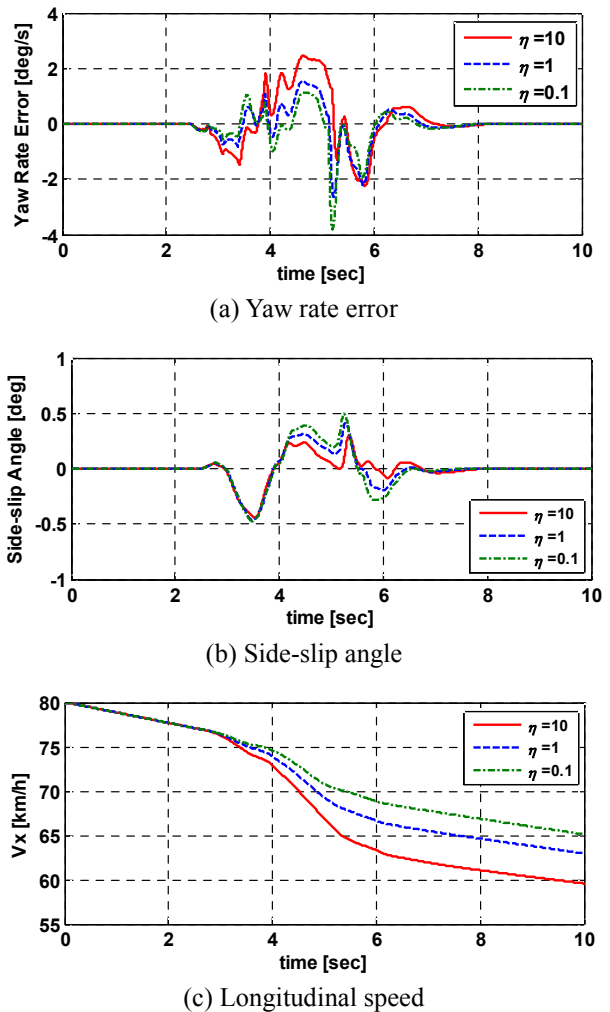 4
2
0
-2
-4
Yaw Rate Error [deg/s]
η =10
η =1
η =0.1
0 2 4 6 8 10
time [sec]
(a) Yaw rate error
1
0.5
0
-0.5
-1
Side-slip Angle [deg]
η =10
η =1
η =0.1
0 2 4 6 8 10
time [sec]
(b) Side-slip angle
80
75
70
65
60
55
Vx [km/h]
η =10
η =1
η =0.1
0 2 4 6 8 10
time [sec]
(c) Longitudinal speed